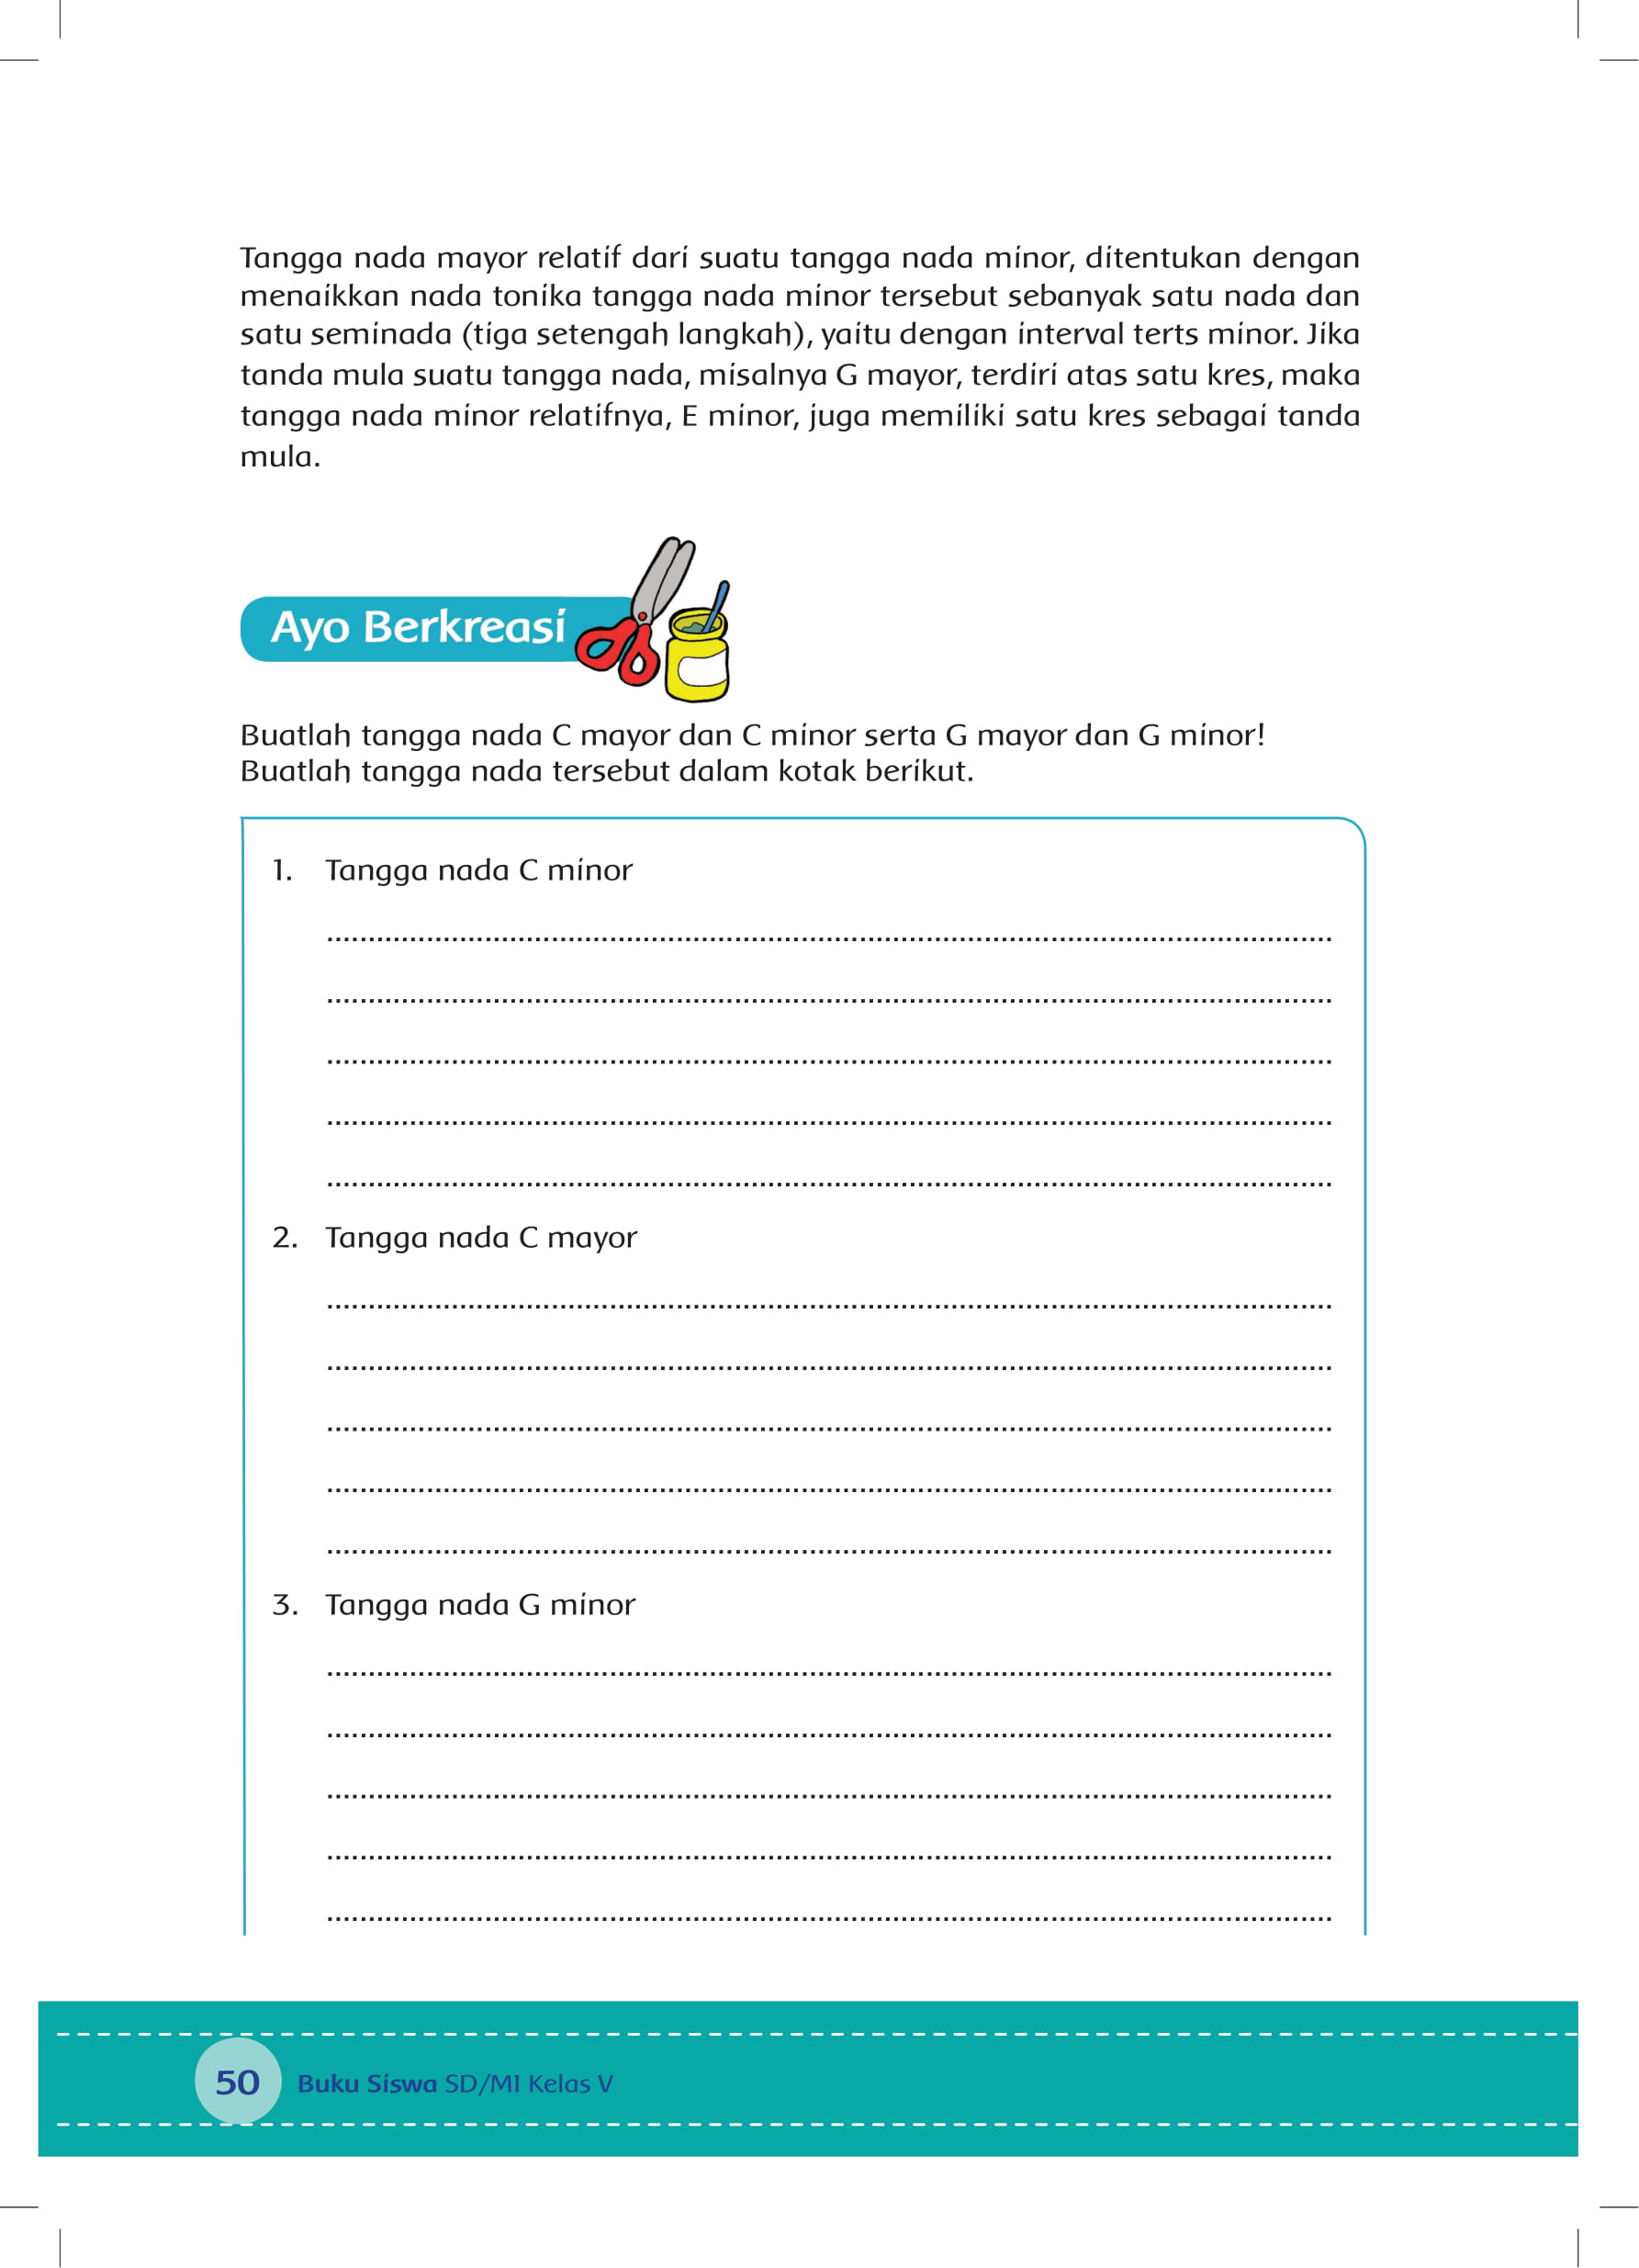 Tangga nada mayor relatif dari suatu tangga nada minor, ditentukan dengan
menaikkan nada tonika tangga nada minor tersebut sebanyak satu nada dan
satu seminada (tiga setengah langkah), yaitu dengan interval terts minor. Jika
tanda mula suatu tangga nada, misalnya G mayor, terdiri atas satu kres, maka
tangga nada minor relatifnya, E minor, juga memiliki satu kres sebagai tanda
mula.
Ayo Berkreasi
Buatlah tangga nada C mayor dan C minor serta G mayor dan G minor!
Buatlah tangga nada tersebut dalam kotak berikut.
1. Tangga nada C minor
2. Tangga nada C mayor
3. Tangga nada G minor
50 Buku Siswa SD/MI Kelas V